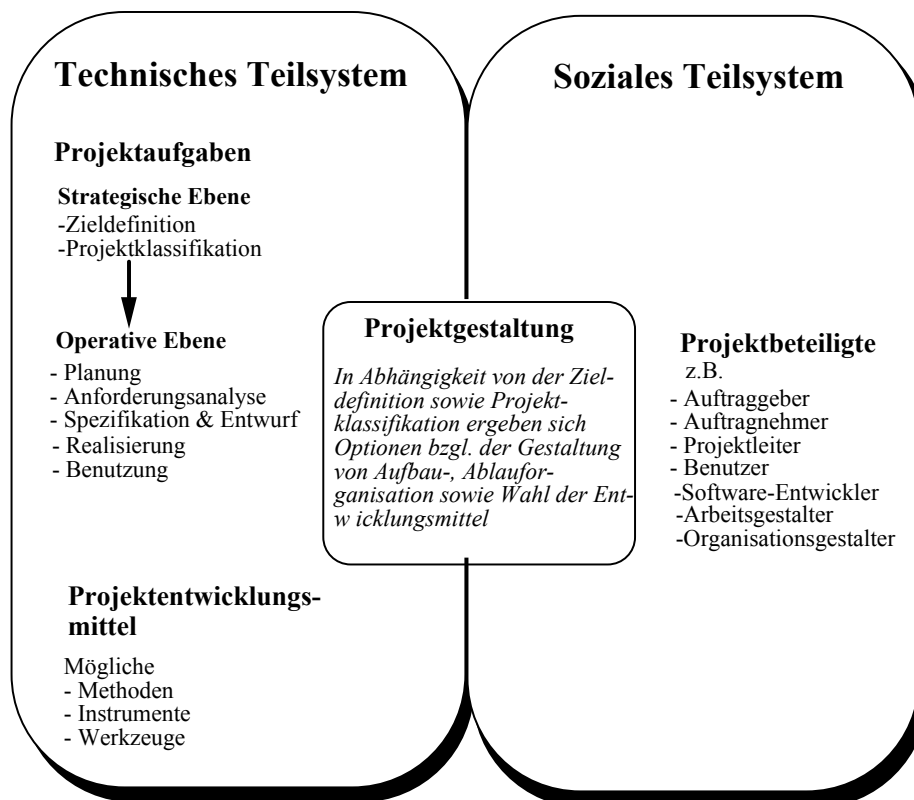 Technisches Teilsystem
Projektaufgaben
Strategische Ebene
-Zieldefinition
-Projektklassifikation
Operative Ebene
- Planung
- Anforderungsanalyse
- Spezifikation & Entwurf
- Realisierung
- Benutzung
Projektentwicklungs-
mittel
Mögliche
- Methoden
- Instrumente
- Werkzeuge
Projektgestaltung
In Abhängigkeit von der Ziel-
definition sowie Projekt-
klassifikation ergeben sich
Optionen bzgl. der Gestaltung
von Aufbau-, Ablaufor-
ganisation sowie Wahl der Ent-
w icklungsmittel
Soziales Teilsystem
Projektbeteiligte
z.B.
- Auftraggeber
- Auftragnehmer
- Projektleiter
- Benutzer
-Software-Entwickler
-Arbeitsgestalter
-Organisationsgestalter